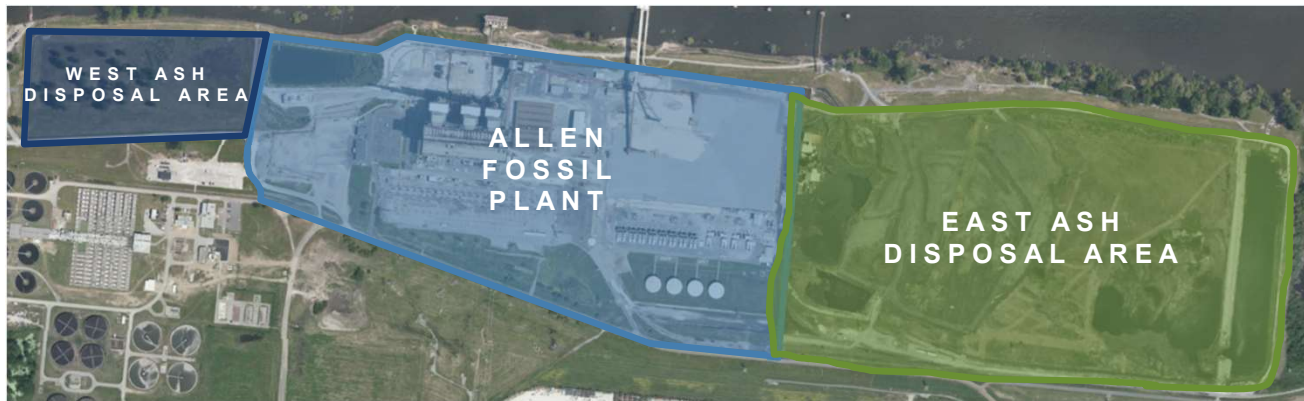 WEST ASH
DISPOSAL AREA
ALLEN
FOSSIL
PLANT
EAST ASH
DISPOSAL AREA